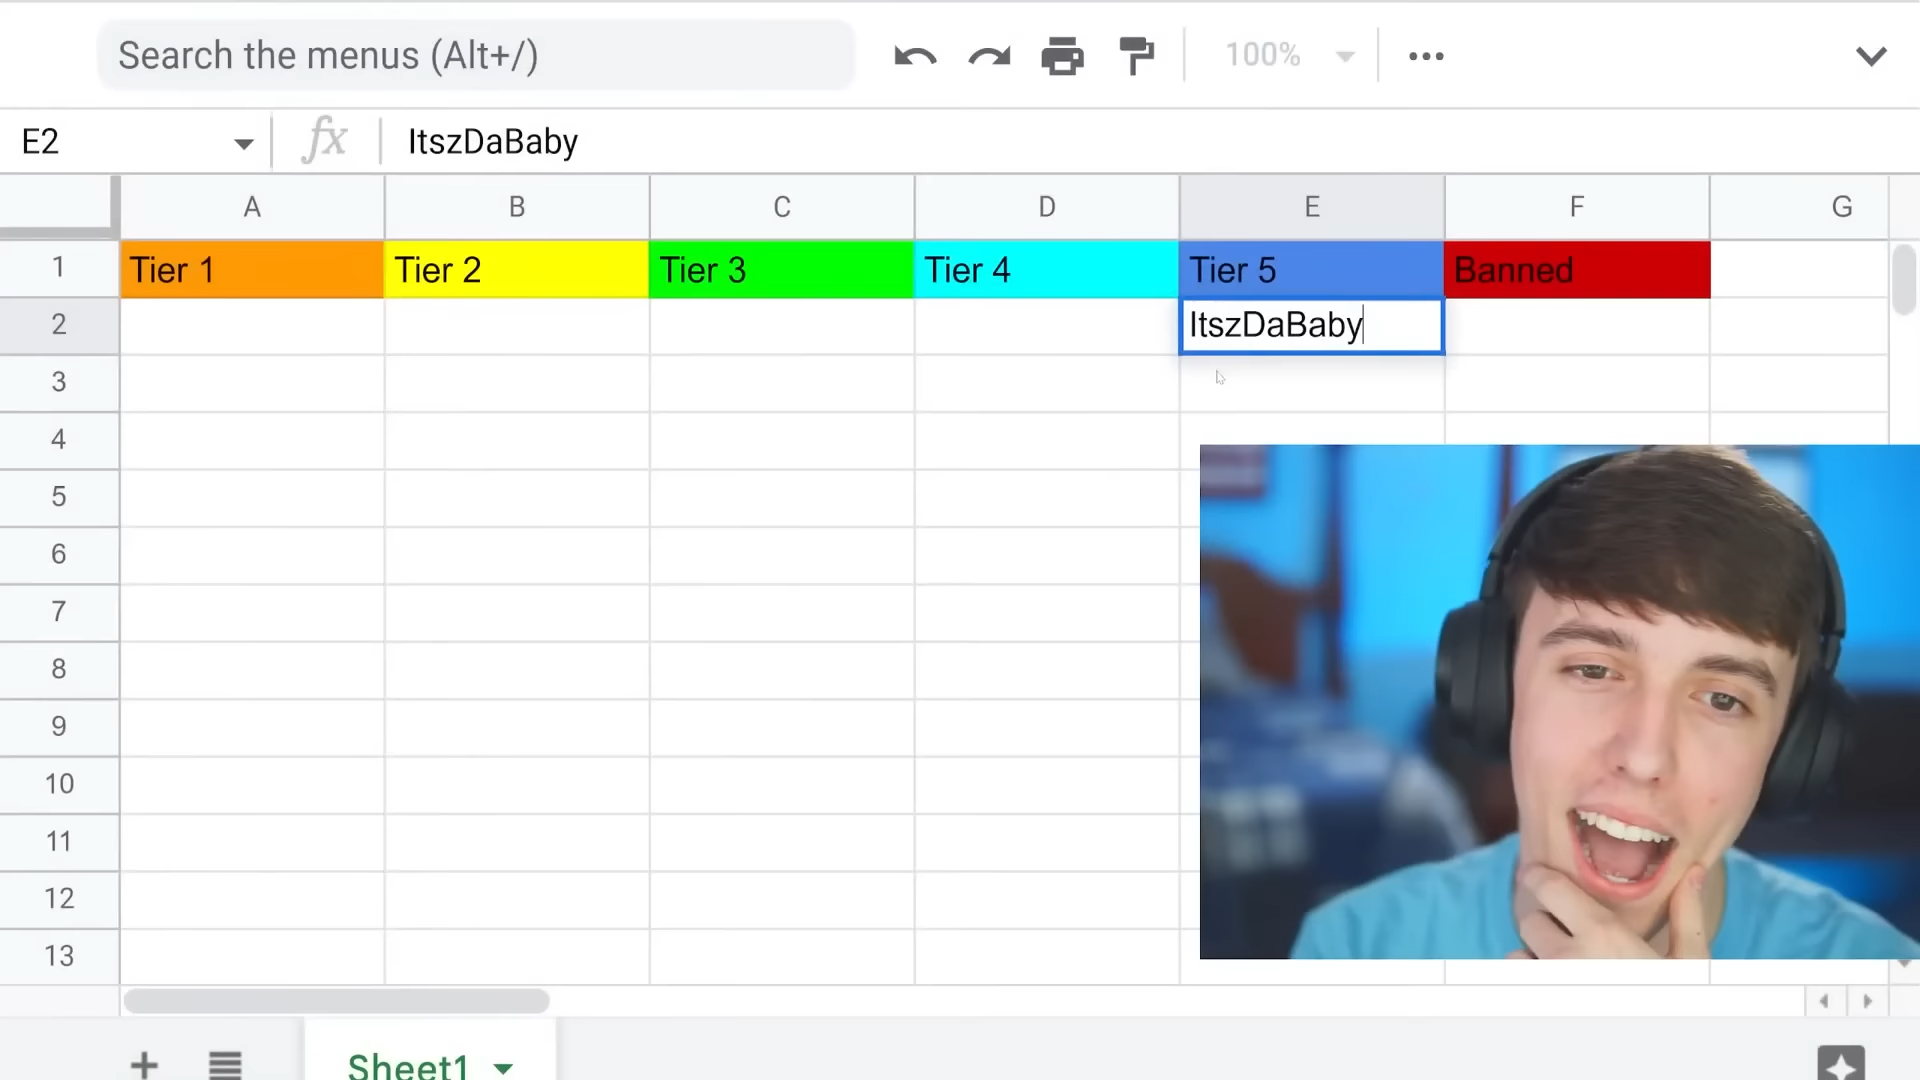 Search the menus (Alt+/)
100%
E2
fx
ItszDaBaby
A B C D E F G
1 Tier 1 Tier 2 Tier 3 Tier 4 Tier 5 Banned
2 ItszDaBaby
3
4
5
6
7
8
9
10
11
12
13
Sheet1